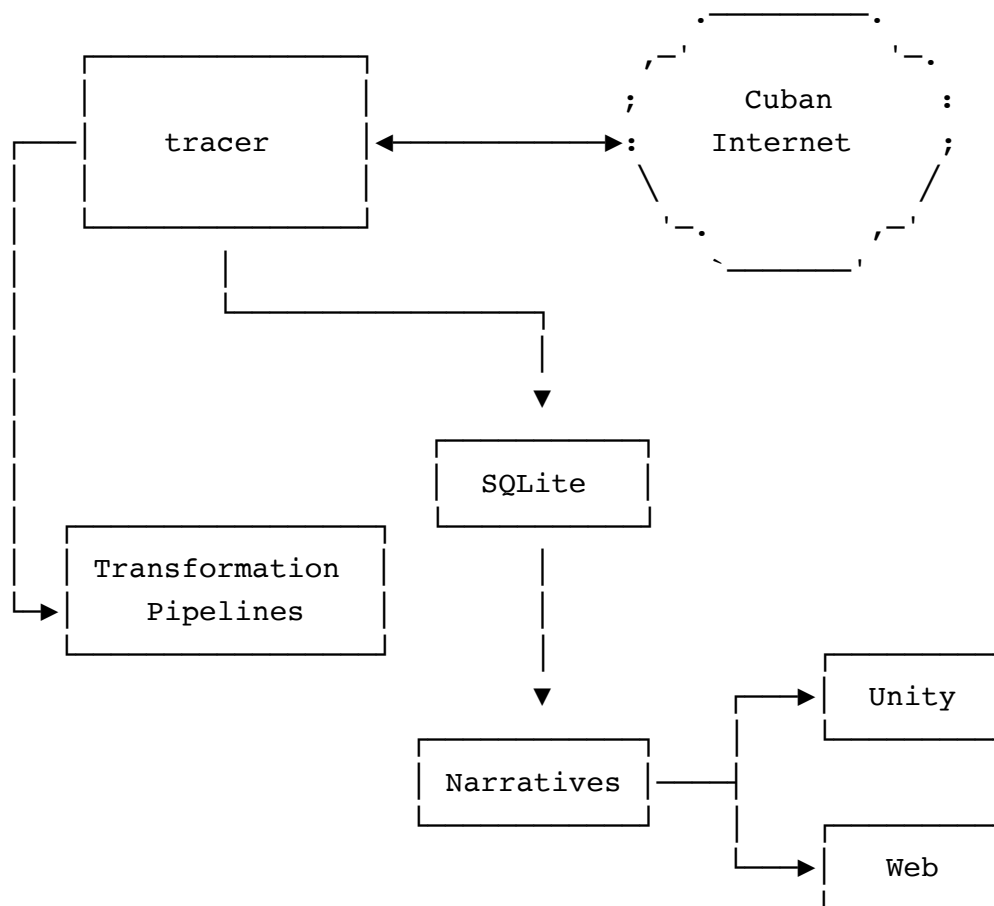 Cuban
tracer
Internet
SQLite
Transformation
Pipelines
Unity
Narratives
Web